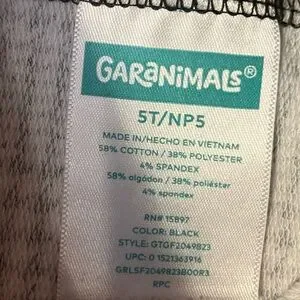 GARANIMALS®
5T/NP5
MADE IN/HECHO EN VIETNAM
58% COTTON / 38% POLYESTER
4% SPANDEX
58% algodón / 38% poliéster
4% spandex
RN# 15897
COLOR: BLACK
STYLE: GTGF2049823
UPC: 0 1521363916
GRLSF2049823B00R3
RPC